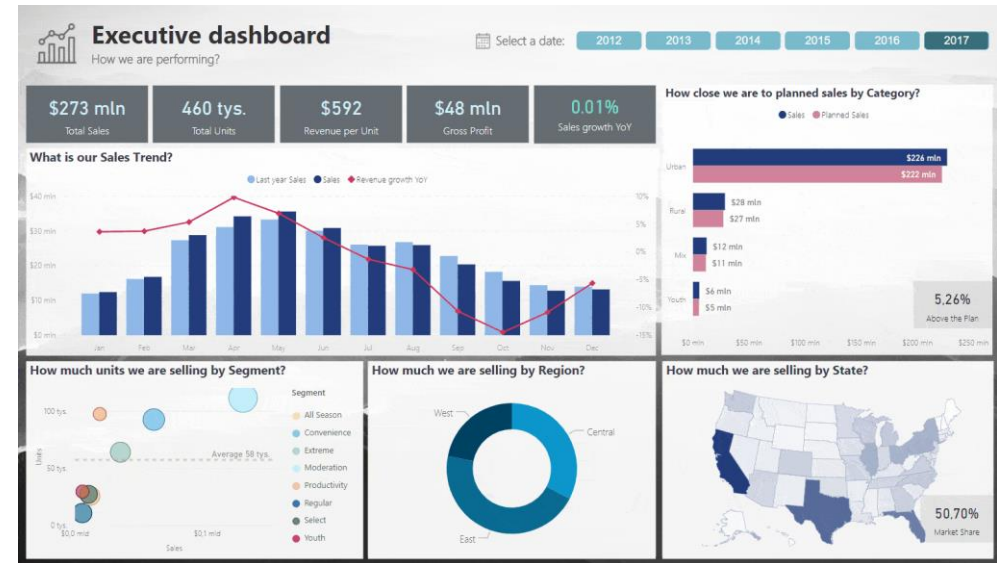 Executive dashboard
How we are performing?
Select a date: 2012 2013 2014 2015 2016 2017
$273 mln
Total Sales
460 tys.
Total Units
$592
Revenue per Unit
$48 mln
Gross Profit
0.01%
Sales growth YoY
What is our Sales Trend?
Last year Sales Sales Revenue growth YoY
$40 mln
$30 mln
$20 mln
$10 mln
$0 mln
10%
5%
0%
-5%
-10%
-15%
Jan Feb Mar Apr May Jun Jul Aug Sep Oct Nov Dec
How close we are to planned sales by Category?
Sales Planned Sales
Urban
$226 mln
$222 mln
Rural
$28 mln
$27 mln
Mix
$12 mln
$11 mln
Youth
$6 mln
$5 mln
5,26%
Above the Plan
$0 mln $50 mln $100 mln $150 mln $200 mln $250 mln
How much units we are selling by Segment?
Units
100 tys.
50 tys.
0 tys.
Average 58 tys.
$0,0 mld $0,1 mld
Sales
Segment
All Season
Convenience
Extreme
Moderation
Productivity
Regular
Select
Youth
How much we are selling by Region?
West
Central
East
How much we are selling by State?
50,70%
Market Share